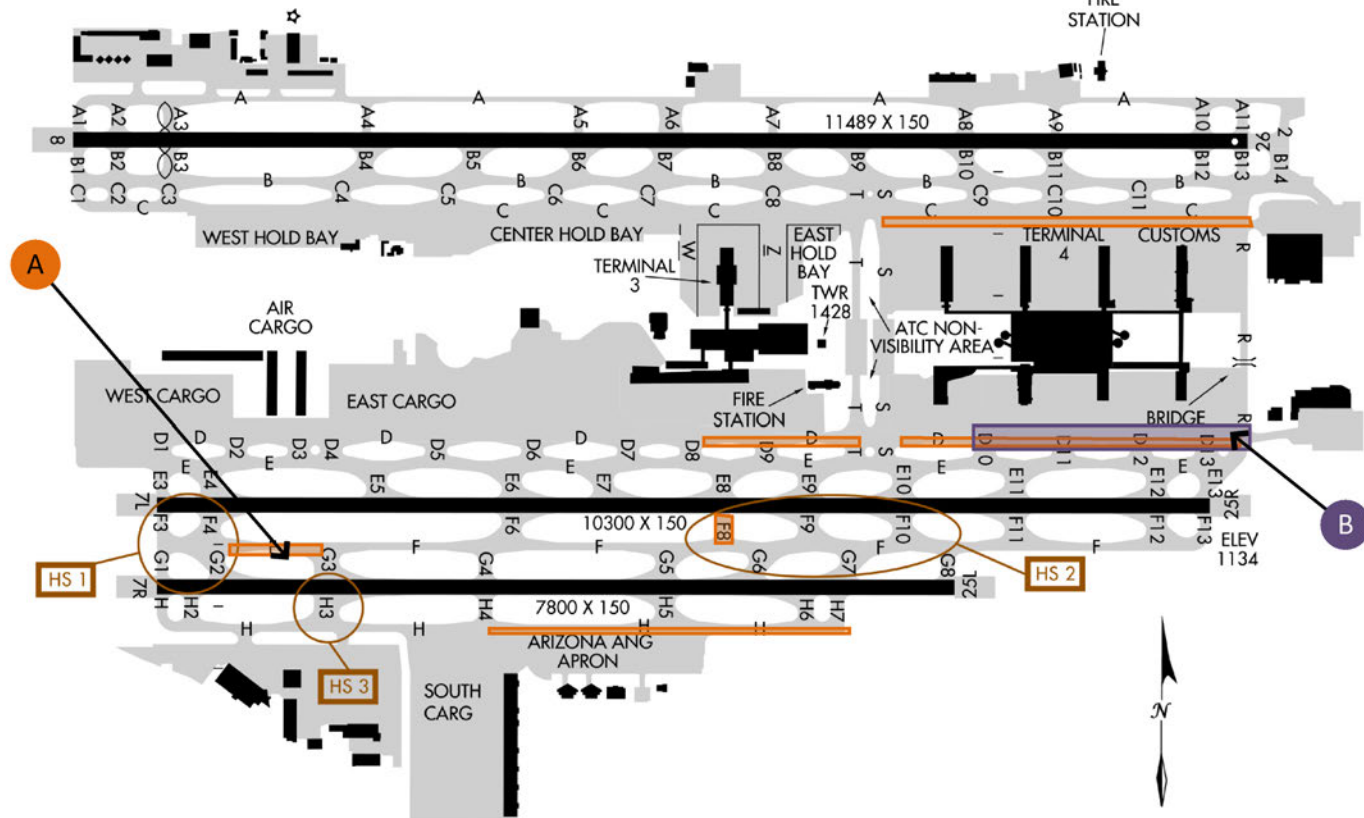 FIRE
STATION
A
A
A
A
A1
A2
A3
A4
A5
A6
A7
A8
A9
A10
A11
2
8
11489 X 150
26
B1
B2
B3
B4
B5
B6
B7
B8
B9
B10
B11
B12
B13
B14
B
B
B
B
B
T
S
C1
C2
C
C3
C4
C5
C6
C7
C8
C9
C10
C11
C
C
C
C
C
WEST HOLD BAY
CENTER HOLD BAY
W
Z
EAST
HOLD
BAY
TERMINAL
3
TWR
1428
TERMINAL
4
CUSTOMS
T
S
S
R
A
AIR
CARGO
ATC NON-
VISIBILITY AREA
R
WEST CARGO
EAST CARGO
FIRE
STATION
T
S
BRIDGE
R
D1
D
D2
D3
D4
D
D5
D6
D
D7
D8
D9
D
T
S
D
D11
D13
E
E
E
E
E
E
E3
E4
E5
E6
E8
E9
E10
E11
E12
E13
7L
25R
B
F3
F4
F6
10300 X 150
F8
F9
F10
F11
F13
ELEV
1134
F
F
F
F
HS 1
G1
G2
G3
G4
G5
G6
G7
G8
HS 2
7R
25L
H
H2
H3
H4
7800 X 150
H5
H6
H7
H
H
H
H
ARIZONA ANG
APRON
HS 3
SOUTH
CARG
N